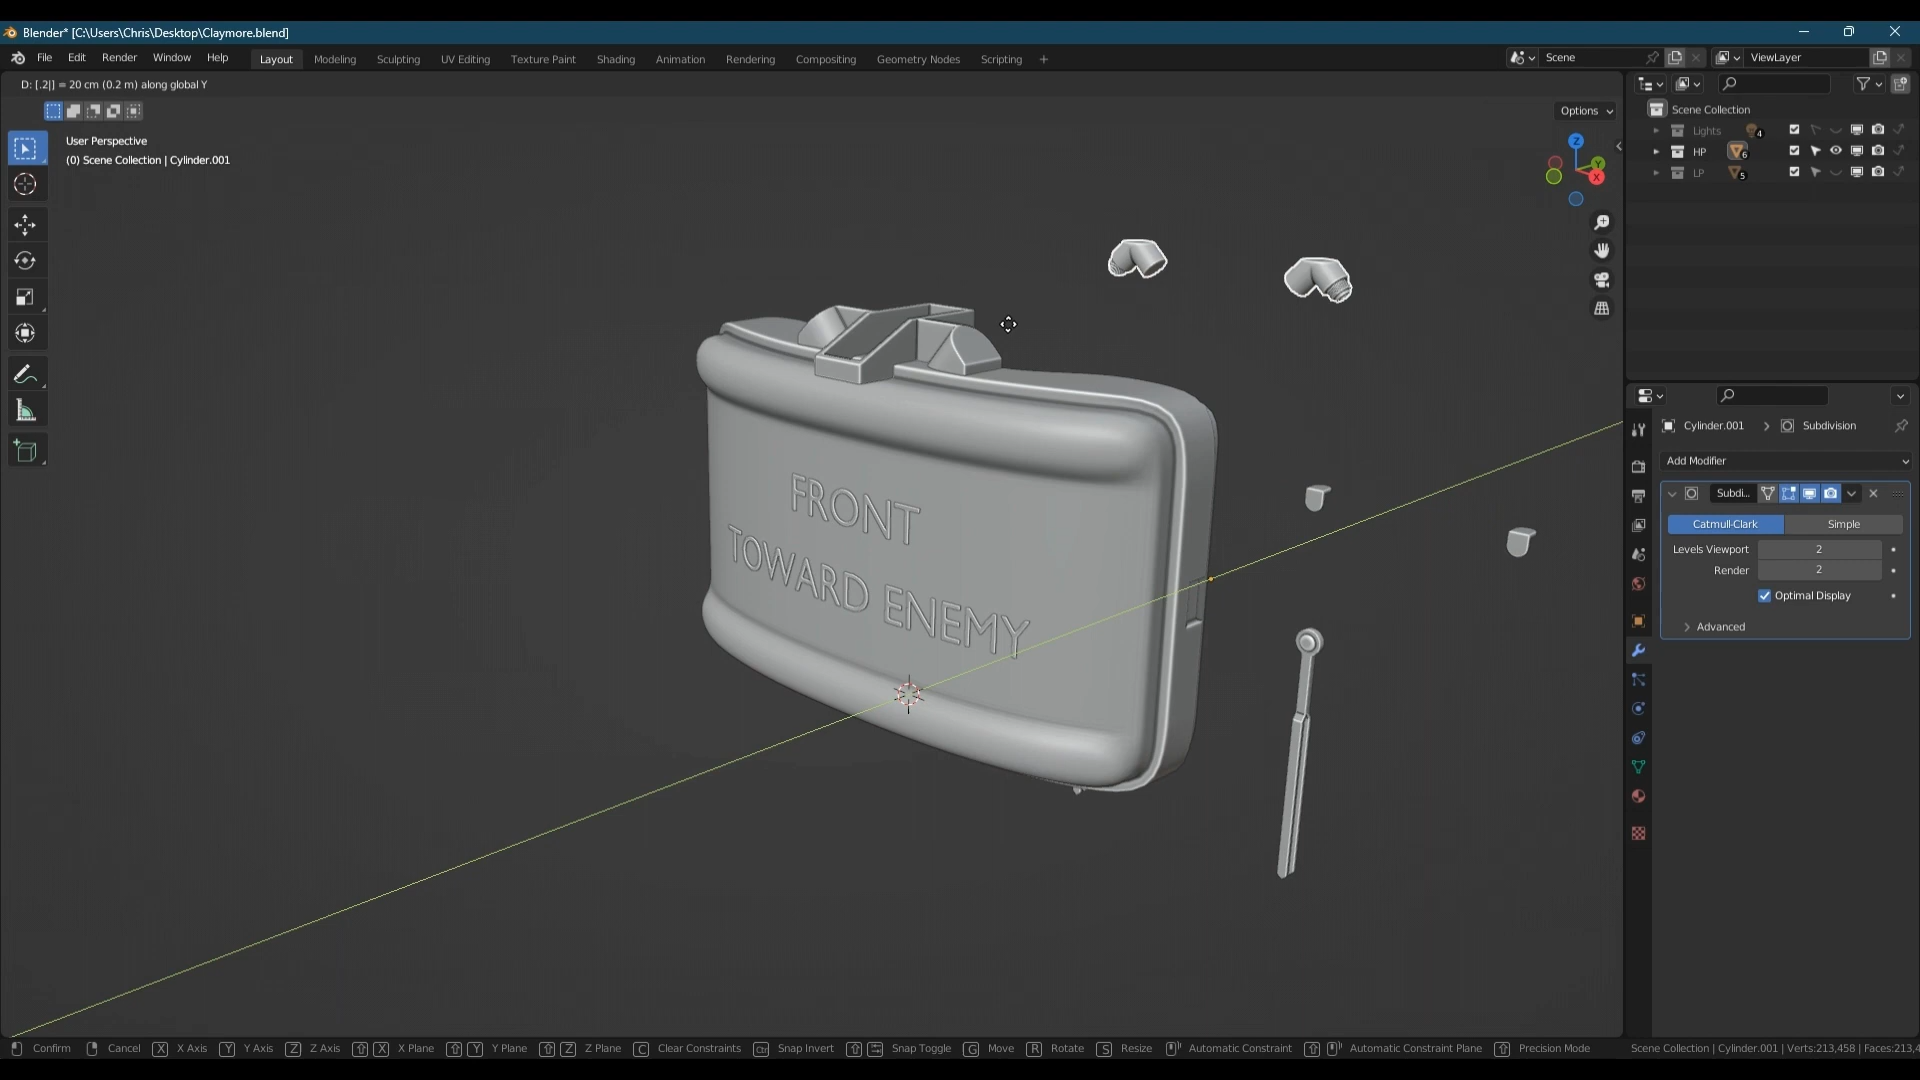 Blender* [C:\Users\Chris\Desktop\Claymore.blend]
File Edit Render Window Help Layout Modeling Sculpting UV Editing Texture Paint Shading Animation Rendering Compositing Geometry Nodes Scripting + Scene ViewLayer
D: [.2|] = 20 cm (0.2 m) along global Y
Options
User Perspective
(0) Scene Collection | Cylinder.001
Z
Y
X
Scene Collection
Lights 4
HP 6
LP 5
Cylinder.001 > Subdivision
Add Modifier
Subdi...
Catmull-Clark Simple
Levels Viewport 2
Render 2
Optimal Display
Advanced
FRONT
TOWARD ENEMY
Confirm Cancel X X Axis Y Y Axis Z Z Axis X X Plane Y Y Plane Z Z Plane C Clear Constraints Ctrl Snap Invert Snap Toggle G Move R Rotate S Resize Automatic Constraint Automatic Constraint Plane Precision Mode Scene Collection | Cylinder.001 | Verts:213,458 | Faces:213,4